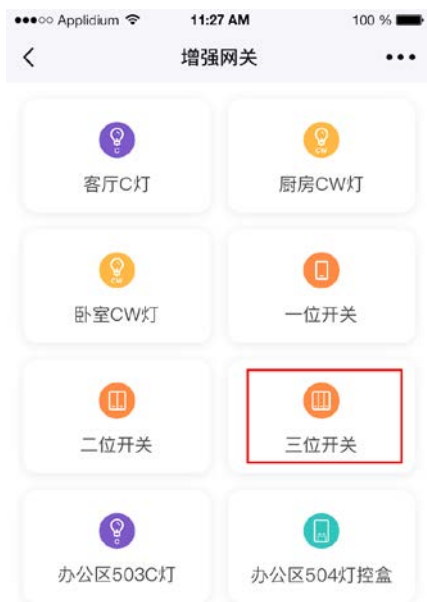 Applidium 11:27 AM 100 %
增强网关
C CW
客厅C灯 厨房CW灯
CW
卧室CW灯 一位开关
二位开关 三位开关
C
办公区503C灯 办公区504灯控盒